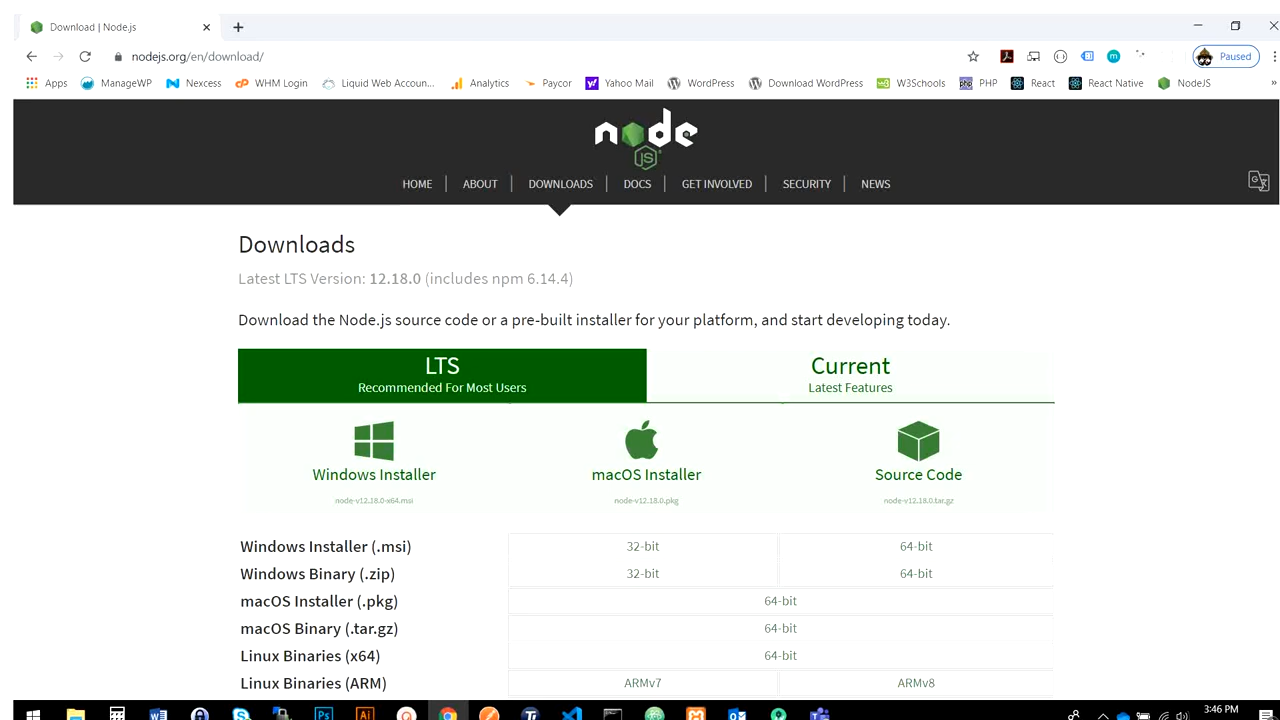 Download | Node.js
nodejs.org/en/download/
Paused
Apps ManageWP Nexcess WHM Login Liquid Web Accoun... Analytics Paycor Yahoo Mail WordPress Download WordPress W3Schools PHP React React Native NodeJS »
node
JS
HOME ABOUT DOWNLOADS DOCS GET INVOLVED SECURITY NEWS
Downloads
Latest LTS Version: 12.18.0 (includes npm 6.14.4)
Download the Node.js source code or a pre-built installer for your platform, and start developing today.
LTS Current
Recommended For Most Users Latest Features
Windows Installer macOS Installer Source Code
node-v12.18.0-x64.msi node-v12.18.0.pkg node-v12.18.0.tar.gz
Windows Installer (.msi) 32-bit 64-bit
Windows Binary (.zip) 32-bit 64-bit
macOS Installer (.pkg) 64-bit
macOS Binary (.tar.gz) 64-bit
Linux Binaries (x64) 64-bit
Linux Binaries (ARM) ARMv7 ARMv8
3:46 PM